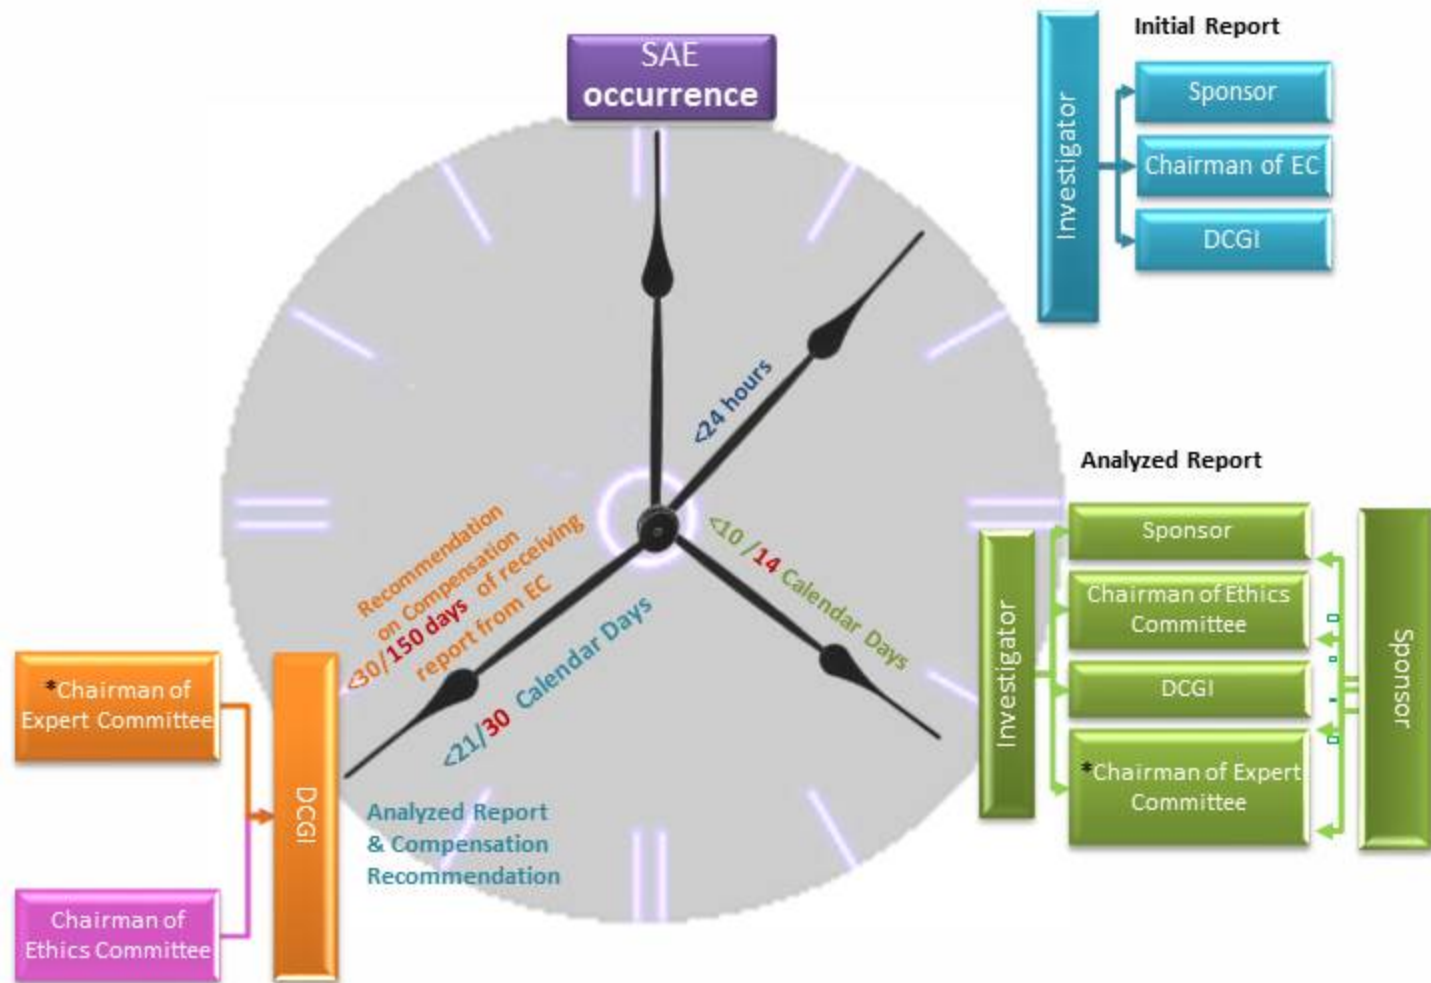 SAE
occurrence
Initial Report
Investigator
Sponsor
Chairman of EC
DCGI
<24 hours
Analyzed Report
Investigator
Sponsor
Chairman of Ethics
Committee
DCGI
*Chairman of Expert
Committee
Sponsor
<10 /14 Calendar Days
Recommendation
on Compensation
<30/150 days of receiving
report from EC
<21/30 Calendar Days
Analyzed Report
& Compensation
Recommendation
*Chairman of
Expert Committee
DCGI
Chairman of
Ethics Committee